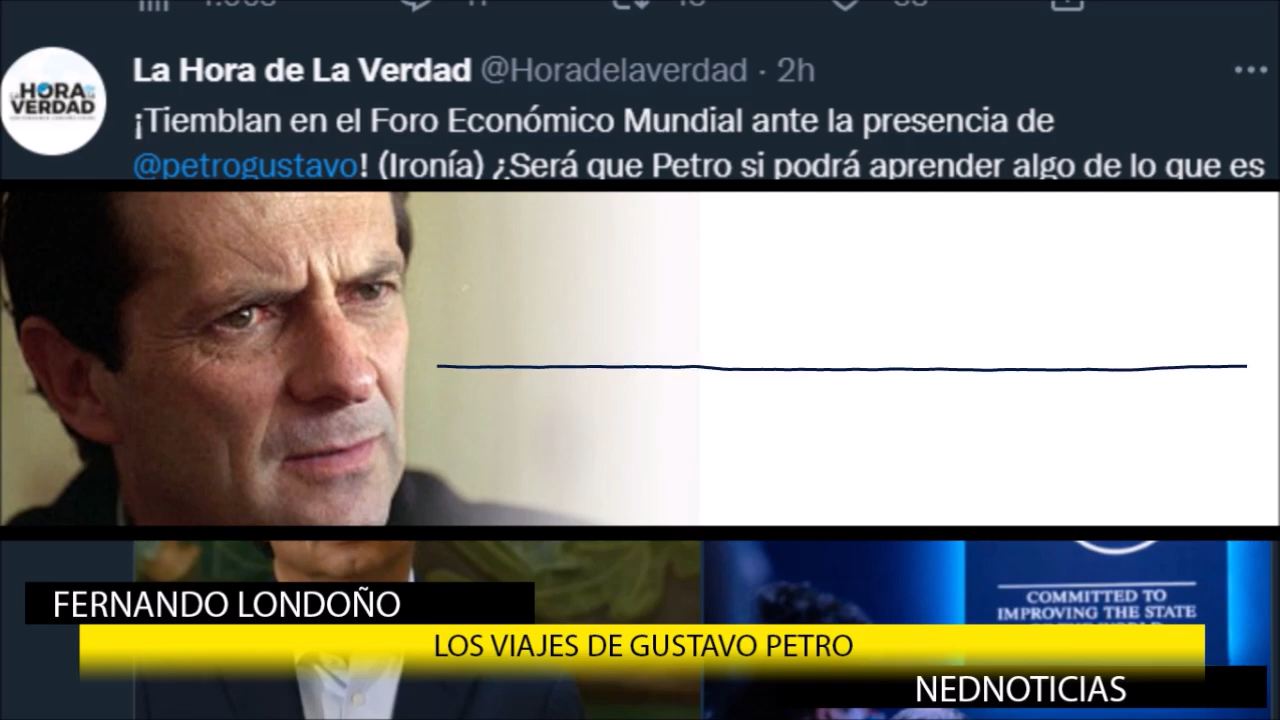 La Hora de La Verdad @Horadelaverdad · 2h
HORA
VERDAD
¡Tiemblan en el Foro Económico Mundial ante la presencia de
@petrogustavo! (Ironía) ¿Será que Petro si podrá aprender algo de lo que es
COMMITTED TO
IMPROVING THE STATE
FERNANDO LONDOÑO
LOS VIAJES DE GUSTAVO PETRO
NEDNOTICIAS